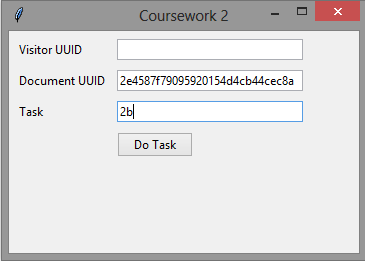 Coursework 2
Visitor UUID
Document UUID 2e4587f79095920154d4cb44cec8a
Task 2b
Do Task